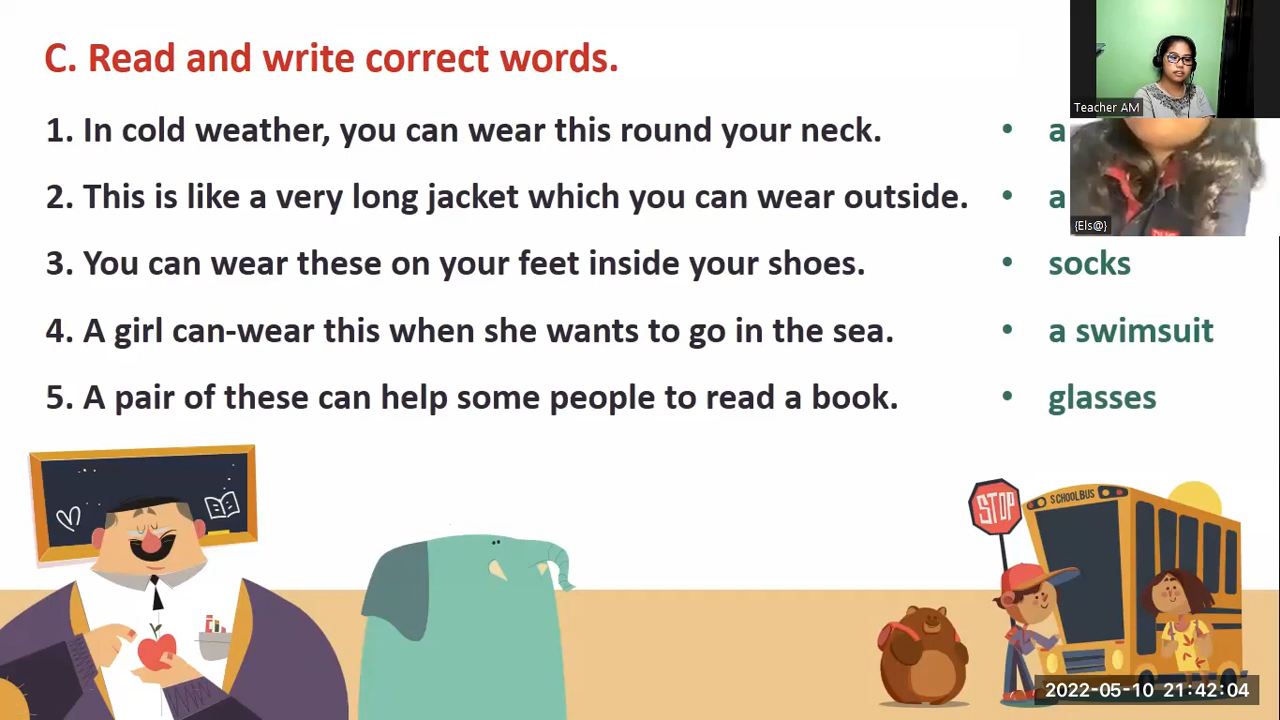 C. Read and write correct words.
1. In cold weather, you can wear this round your neck. • a
2. This is like a very long jacket which you can wear outside. • a
3. You can wear these on your feet inside your shoes. • socks
4. A girl can-wear this when she wants to go in the sea. • a swimsuit
5. A pair of these can help some people to read a book. • glasses
Teacher AM
{Els@}
STOP
SCHOOLBUS
2022-05-10 21:42:04